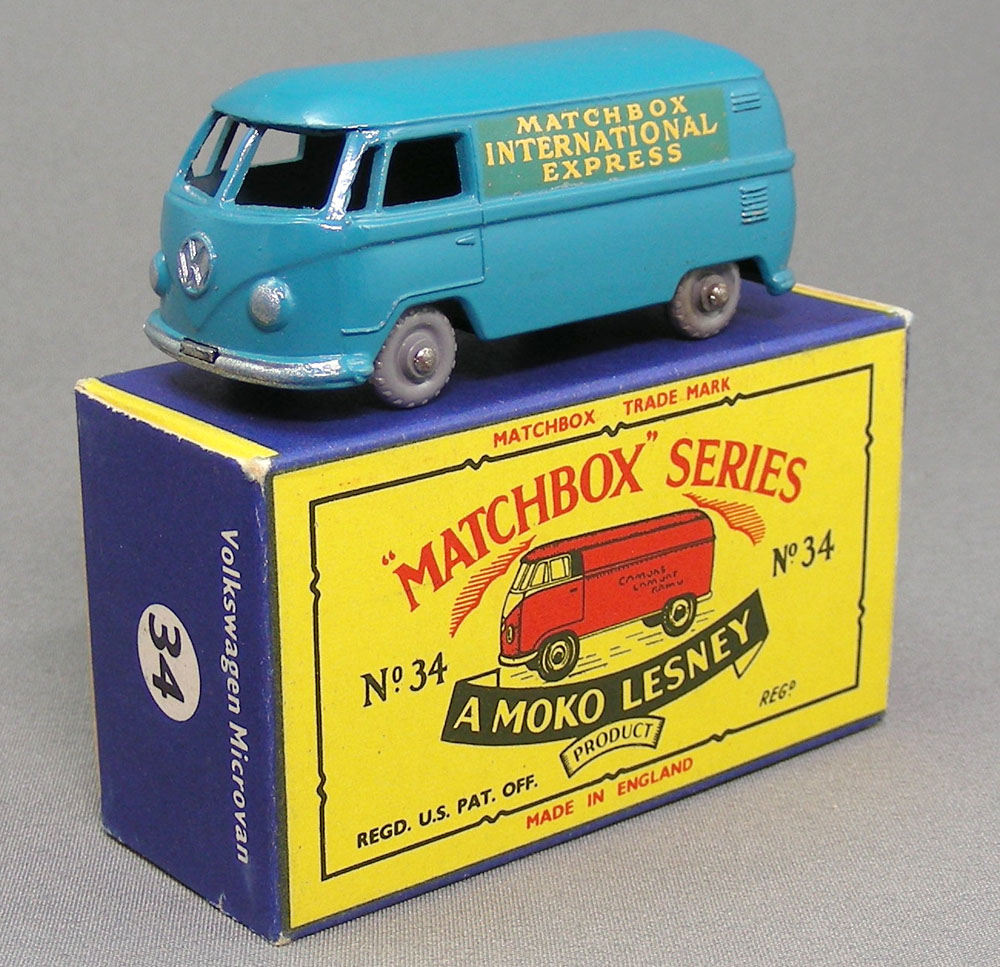 MATCHBOX
INTERNATIONAL
EXPRESS
MATCHBOX TRADE MARK
"MATCHBOX" SERIES
Nº 34
Nº 34
A MOKO LESNEY
PRODUCT
REGD
REGD. U.S. PAT. OFF.
MADE IN ENGLAND
Volkswagen Microvan
34